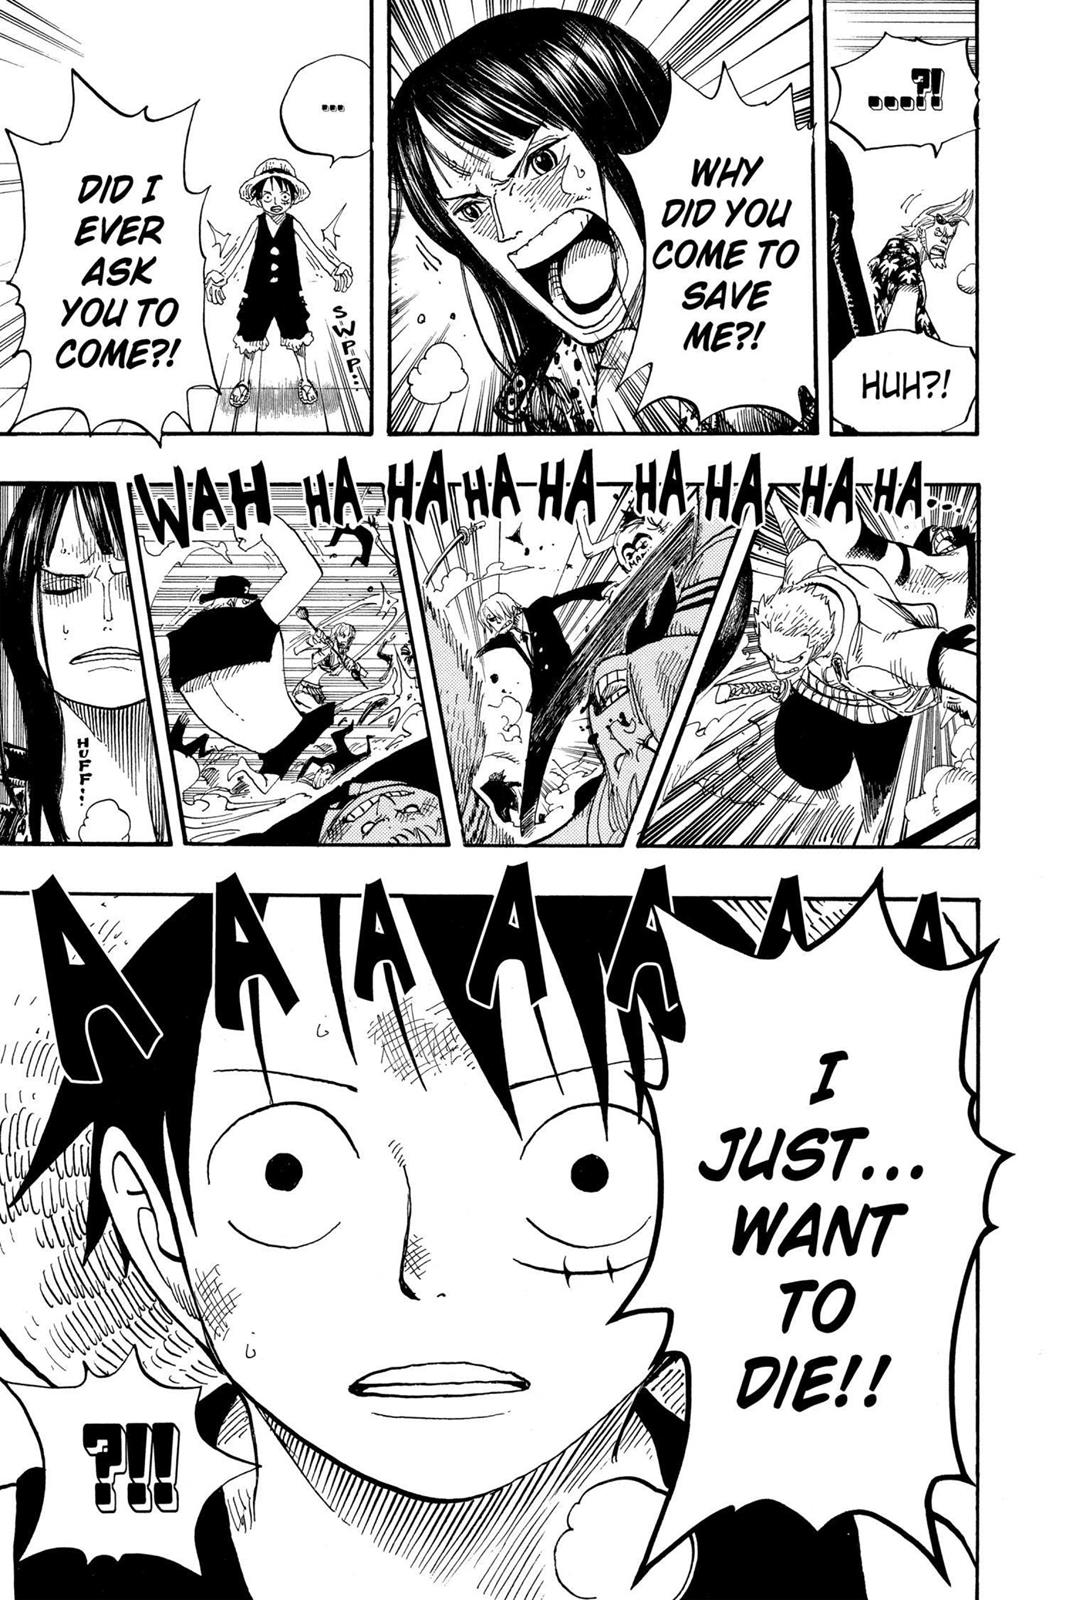 ....?!
HUH?!
WHY
DID YOU
COME TO
SAVE
ME?!
...
SWPP...
DID I
EVER
ASK
YOU TO
COME?!
WAH HA HA HA HA HA HA HA HA...
HUFF...
A A A A A A A A
I
JUST...
WANT
TO
DIE!!
?!!